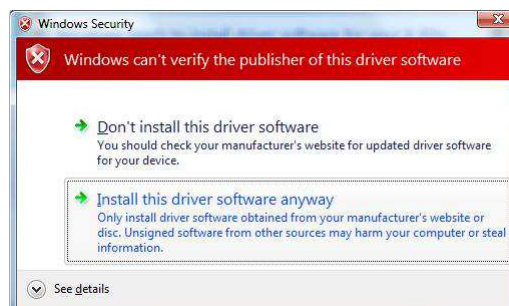 Windows Security
Windows can't verify the publisher of this driver software
Don't install this driver software
You should check your manufacturer's website for updated driver software
for your device.
Install this driver software anyway
Only install driver software obtained from your manufacturer's website or
disc. Unsigned software from other sources may harm your computer or steal
information.
See details